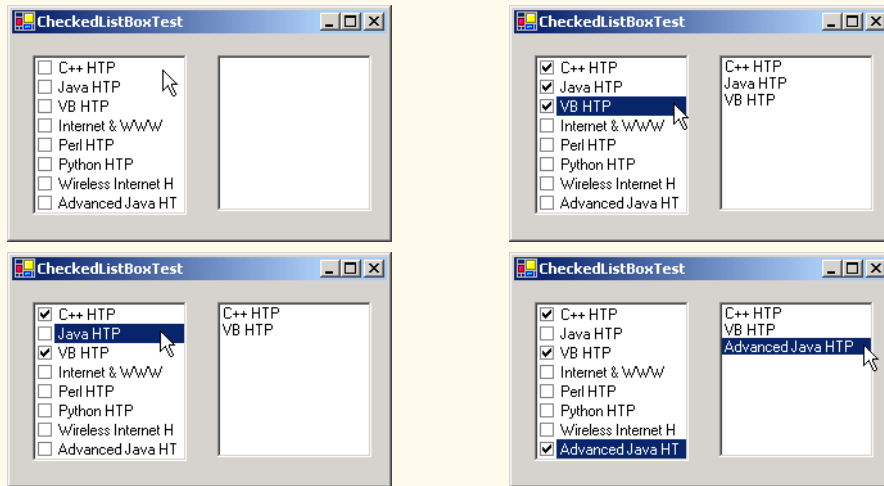 CheckedListBoxTest
C++ HTP
Java HTP
VB HTP
Internet & WWW
Perl HTP
Python HTP
Wireless Internet H
Advanced Java HT
CheckedListBoxTest
C++ HTP
Java HTP
VB HTP
Internet & WWW
Perl HTP
Python HTP
Wireless Internet H
Advanced Java HT
C++ HTP
Java HTP
VB HTP
CheckedListBoxTest
C++ HTP
Java HTP
VB HTP
Internet & WWW
Perl HTP
Python HTP
Wireless Internet H
Advanced Java HT
C++ HTP
VB HTP
CheckedListBoxTest
C++ HTP
Java HTP
VB HTP
Internet & WWW
Perl HTP
Python HTP
Wireless Internet H
Advanced Java HT
C++ HTP
VB HTP
Advanced Java HTP